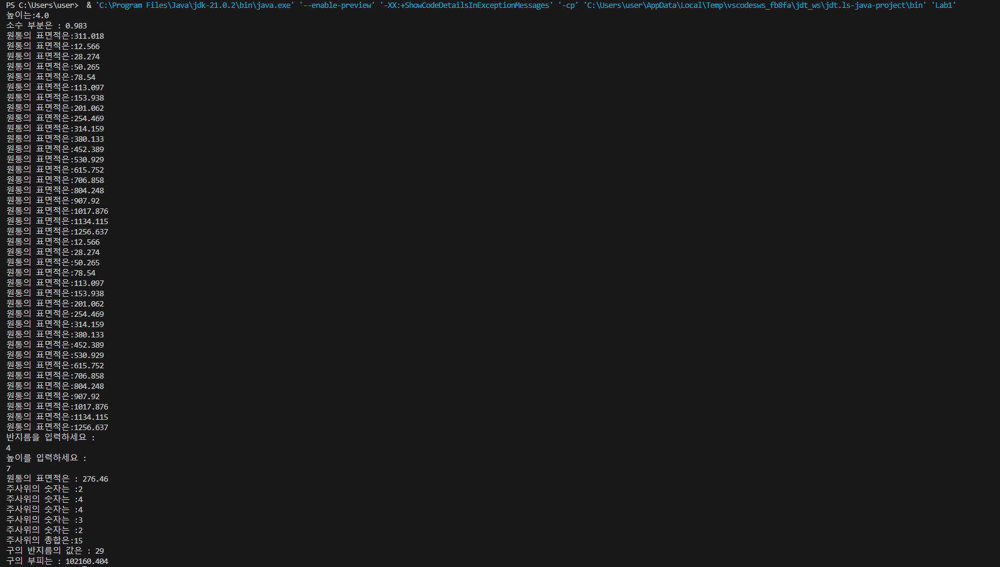 PS C:\Users\user>  & 'C:\Program Files\Java\jdk-21.0.2\bin\java.exe' '--enable-preview' '-XX:+ShowCodeDetailsInExceptionMessages' '-cp' 'C:\Users\user\AppData\Local\Temp\vscodesws_fb8fa\jdt_ws\jdt.ls-java-project\bin' 'Lab1'
높이는:4.0
소수 부분은 : 0.983
원통의 표면적은:311.018
원통의 표면적은:12.566
원통의 표면적은:28.274
원통의 표면적은:50.265
원통의 표면적은:78.54
원통의 표면적은:113.097
원통의 표면적은:153.938
원통의 표면적은:201.062
원통의 표면적은:254.469
원통의 표면적은:314.159
원통의 표면적은:380.133
원통의 표면적은:452.389
원통의 표면적은:530.929
원통의 표면적은:615.752
원통의 표면적은:706.858
원통의 표면적은:804.248
원통의 표면적은:907.92
원통의 표면적은:1017.876
원통의 표면적은:1134.115
원통의 표면적은:1256.637
원통의 표면적은:12.566
원통의 표면적은:28.274
원통의 표면적은:50.265
원통의 표면적은:78.54
원통의 표면적은:113.097
원통의 표면적은:153.938
원통의 표면적은:201.062
원통의 표면적은:254.469
원통의 표면적은:314.159
원통의 표면적은:380.133
원통의 표면적은:452.389
원통의 표면적은:530.929
원통의 표면적은:615.752
원통의 표면적은:706.858
원통의 표면적은:804.248
원통의 표면적은:907.92
원통의 표면적은:1017.876
원통의 표면적은:1134.115
원통의 표면적은:1256.637
반지름을 입력하세요 :
4
높이를 입력하세요 :
7
원통의 표면적은 : 276.46
주사위의 숫자는 :2
주사위의 숫자는 :4
주사위의 숫자는 :4
주사위의 숫자는 :3
주사위의 숫자는 :2
주사위의 총합은:15
구의 반지름의 값은 : 29
구의 부피는 : 102160.404